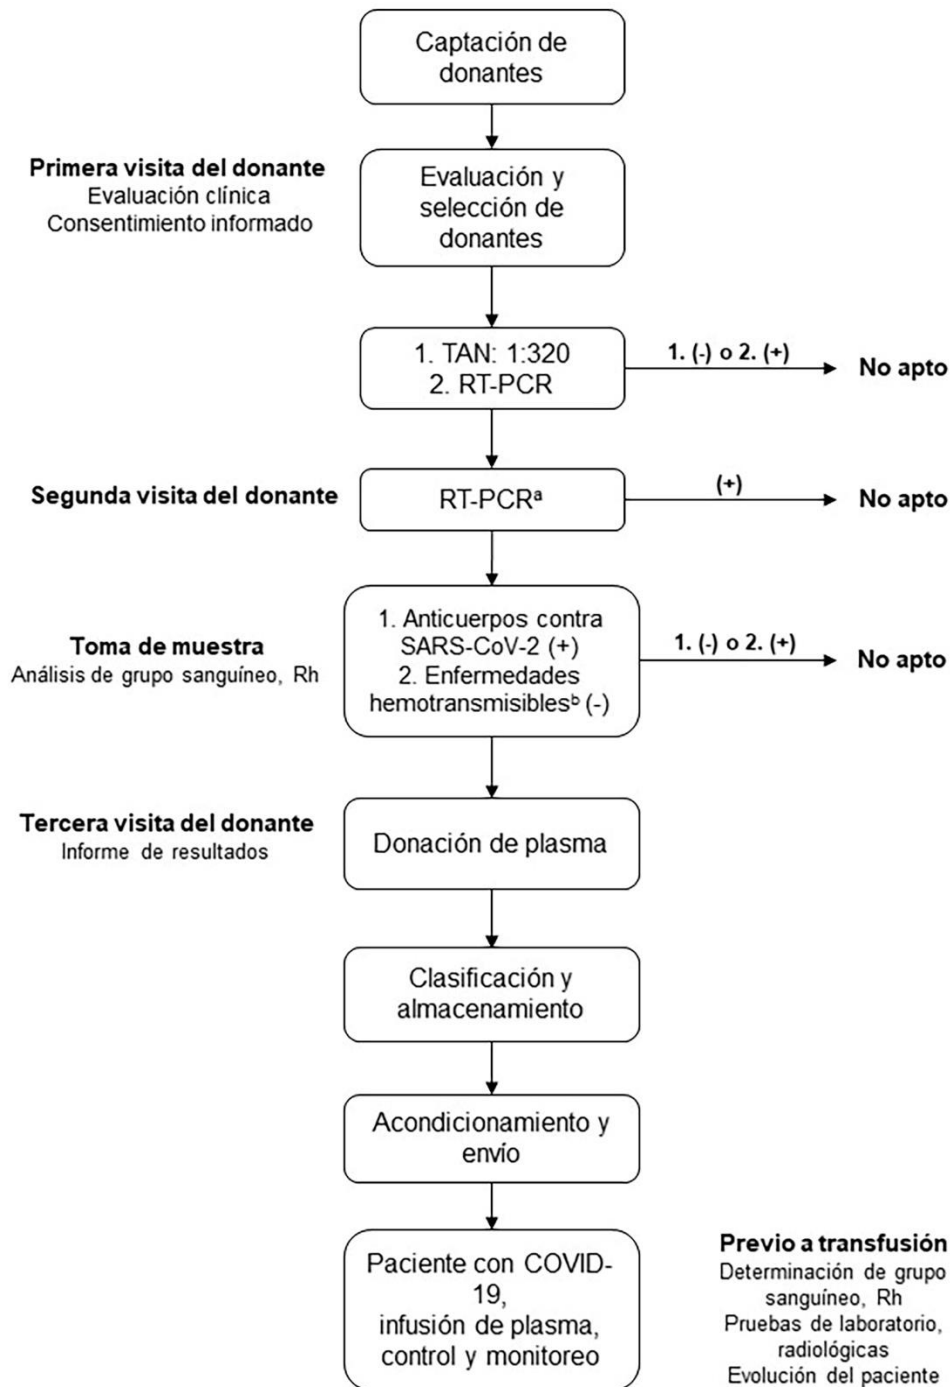 Captación de
donantes
Primera visita del donante
Evaluación clínica
Consentimiento informado
Evaluación y
selección de
donantes
1. TAN: 1:320
2. RT-PCR
1. (-) o 2. (+)
No apto
Segunda visita del donante
RT-PCRᵃ
(+)
No apto
Toma de muestra
Análisis de grupo sanguíneo, Rh
1. Anticuerpos contra
SARS-CoV-2 (+)
2. Enfermedades
hemotransmisiblesᵇ (-)
1. (-) o 2. (+)
No apto
Tercera visita del donante
Informe de resultados
Donación de plasma
Clasificación y
almacenamiento
Acondicionamiento y
envío
Paciente con COVID-
19,
infusión de plasma,
control y monitoreo
Previo a transfusión
Determinación de grupo
sanguíneo, Rh
Pruebas de laboratorio,
radiológicas
Evolución del paciente